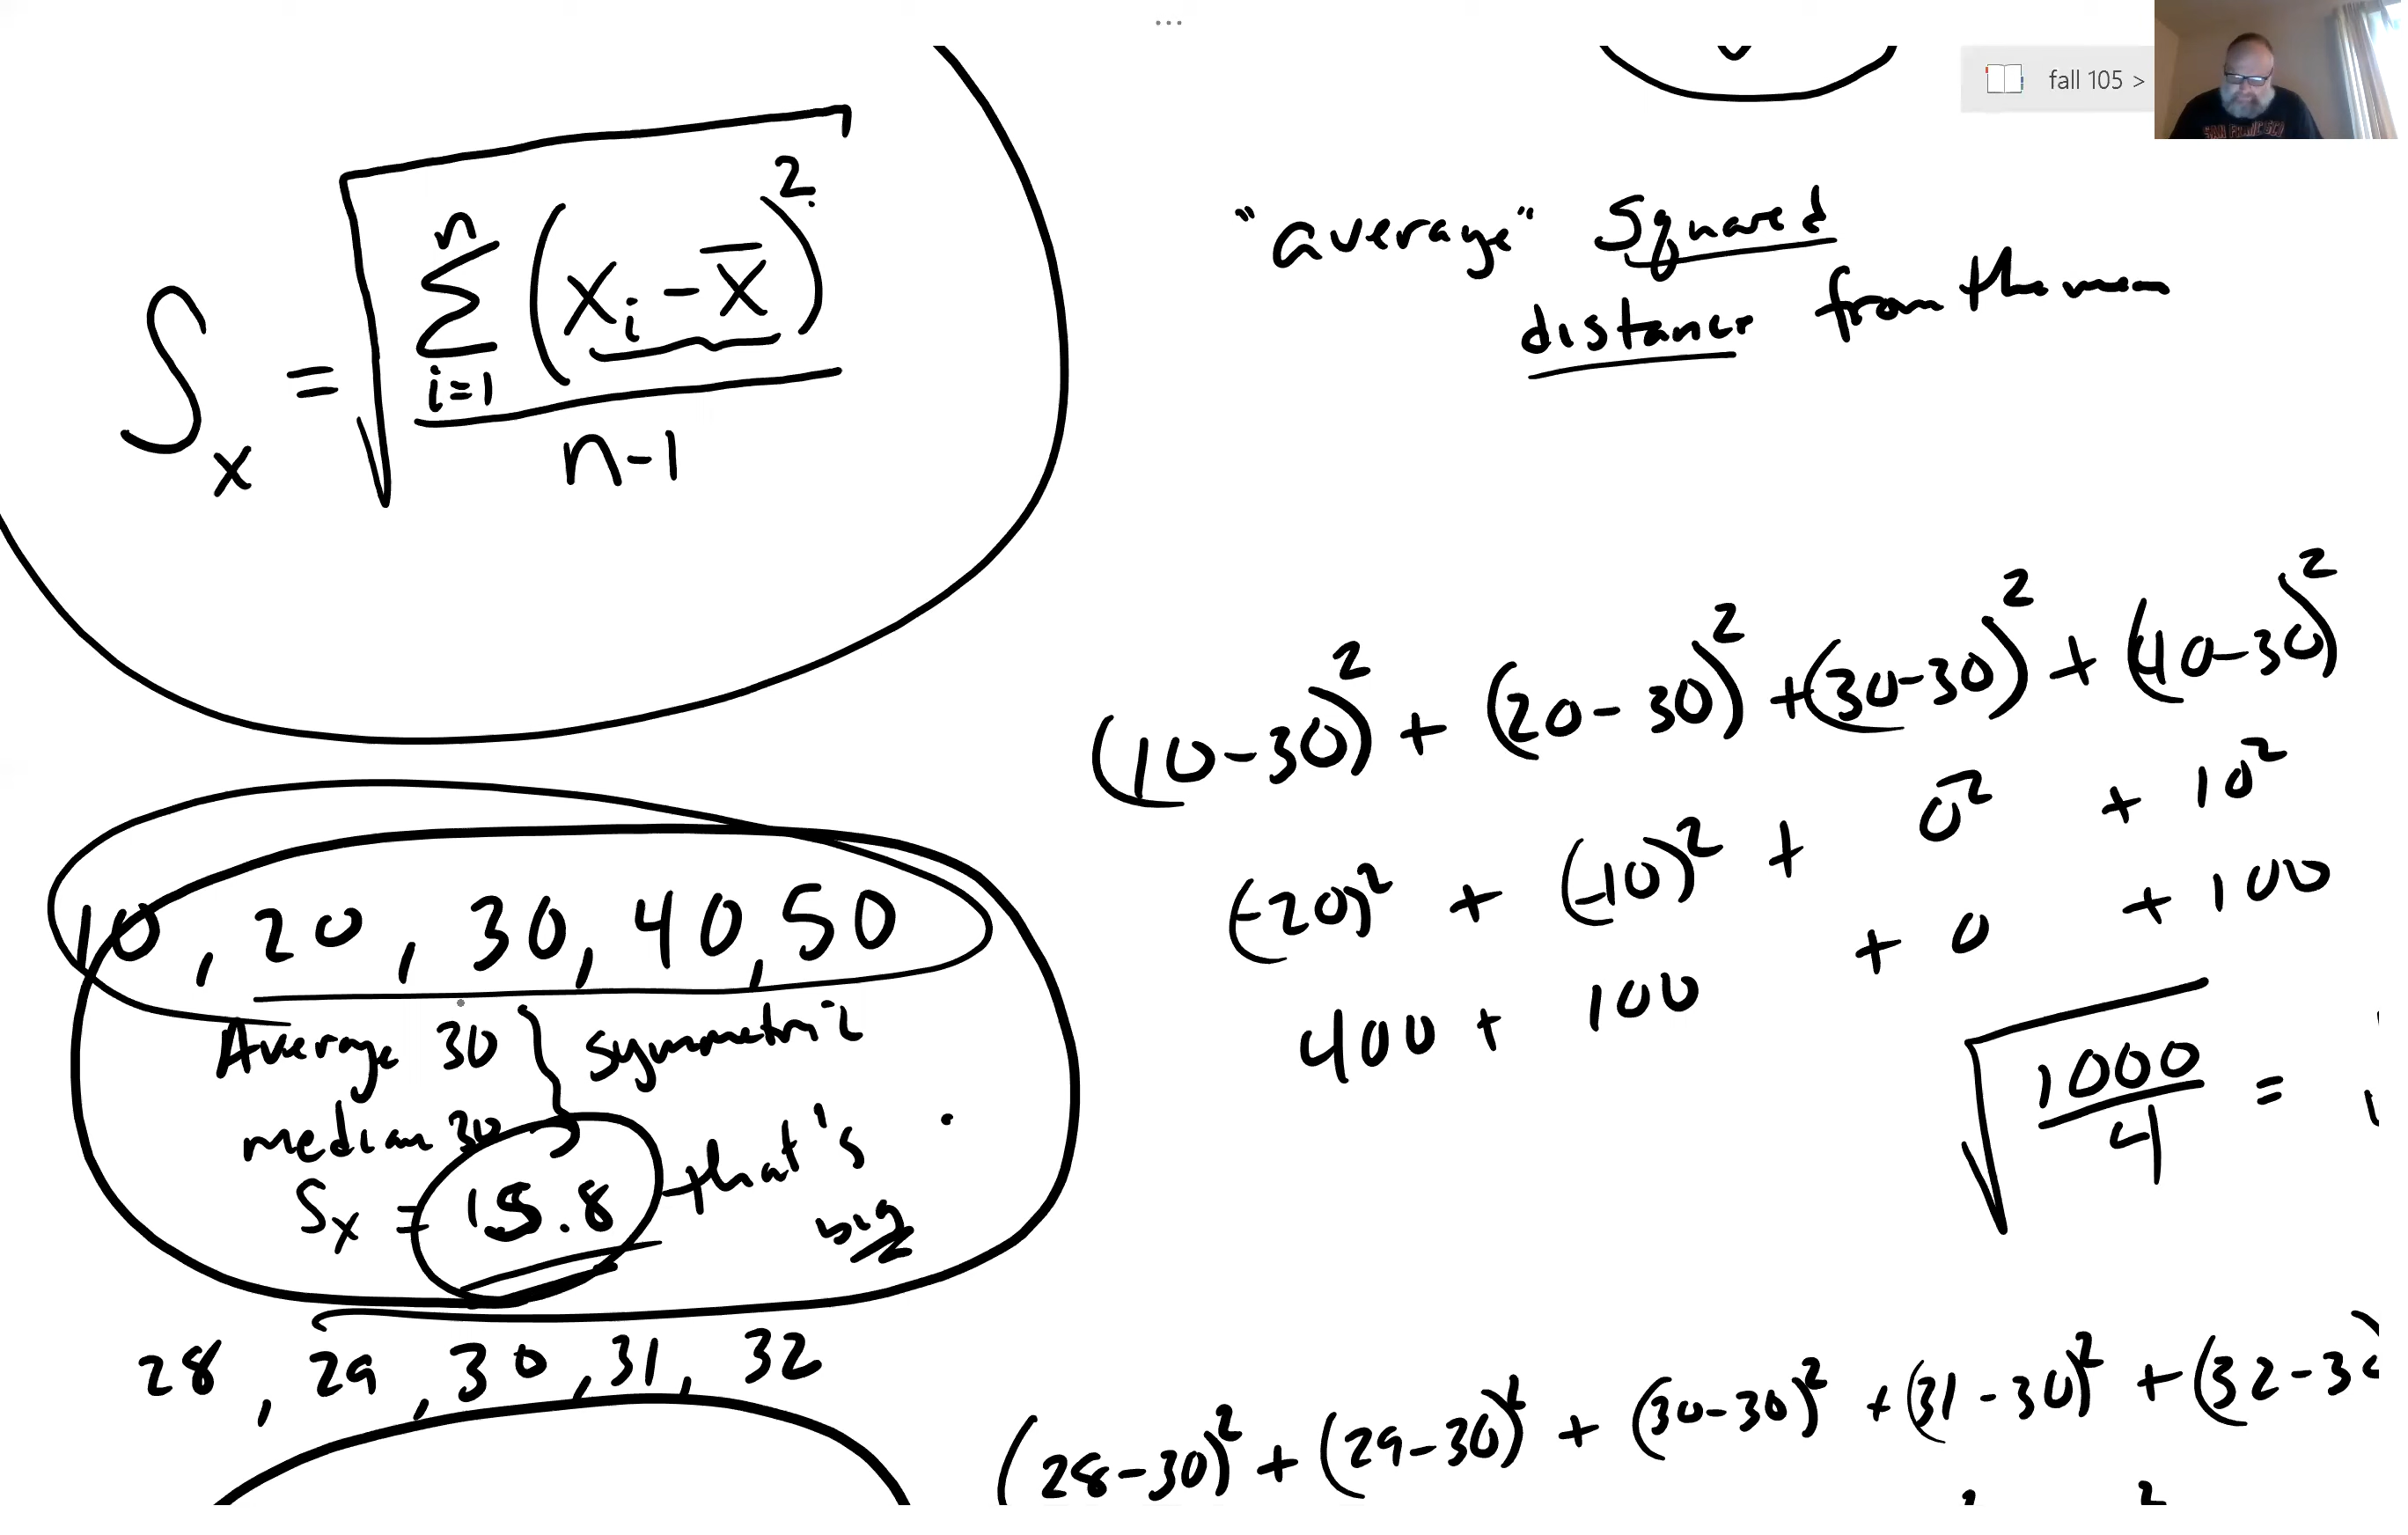 ...
fall 105 >
SAN FRANCISCO
S_x = √( Σ_{i=1}^{n} (x_i - x̄)² / (n-1) )
"average" Squared
distance from the mean
(10-30)² + (20-30)² + (30-30)² + (40-30)²
(-20)² + (-10)² + 0² + 10²
400 + 100 + 0 + 100
√(1000/4) =
10, 20, 30, 40, 50
Average 30 } symmetric
median 30
S_x = 15.8 - that's big
28, 29, 30, 31, 32
(28-30)² + (29-30)² + (30-30)² + (31-30)² + (32-30)